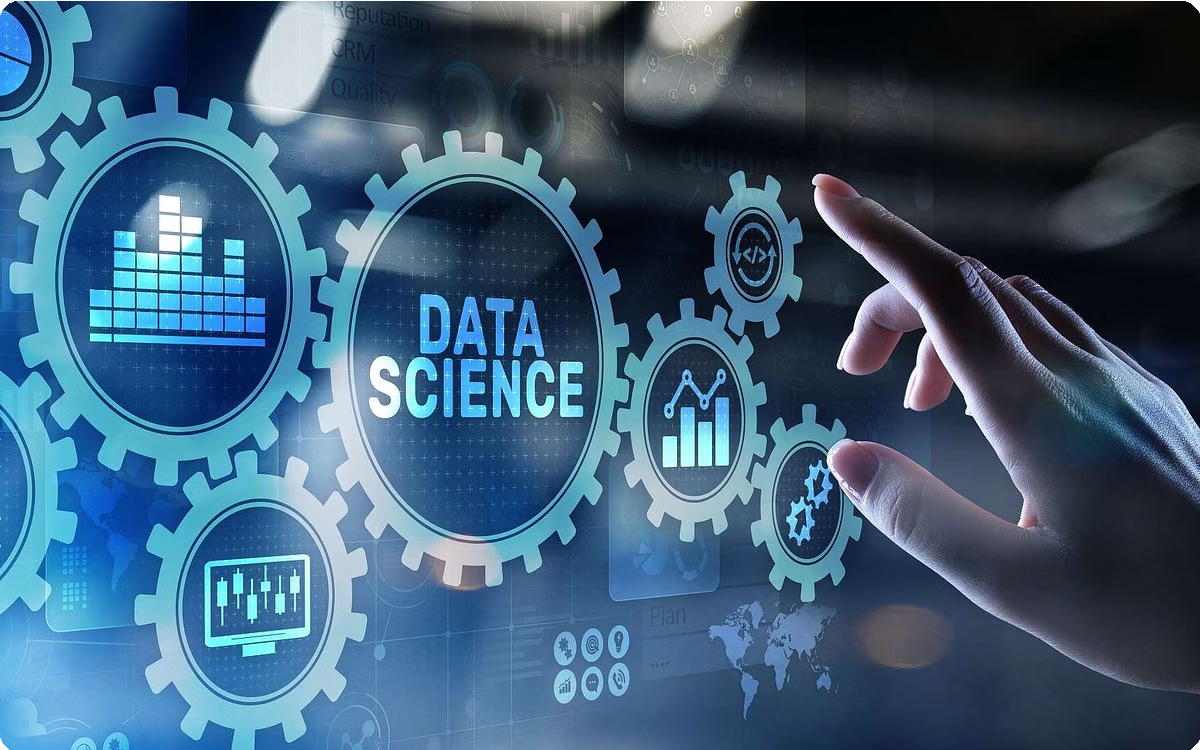 Reputation
CRM
Quality
DATA
SCIENCE
</>
Plan